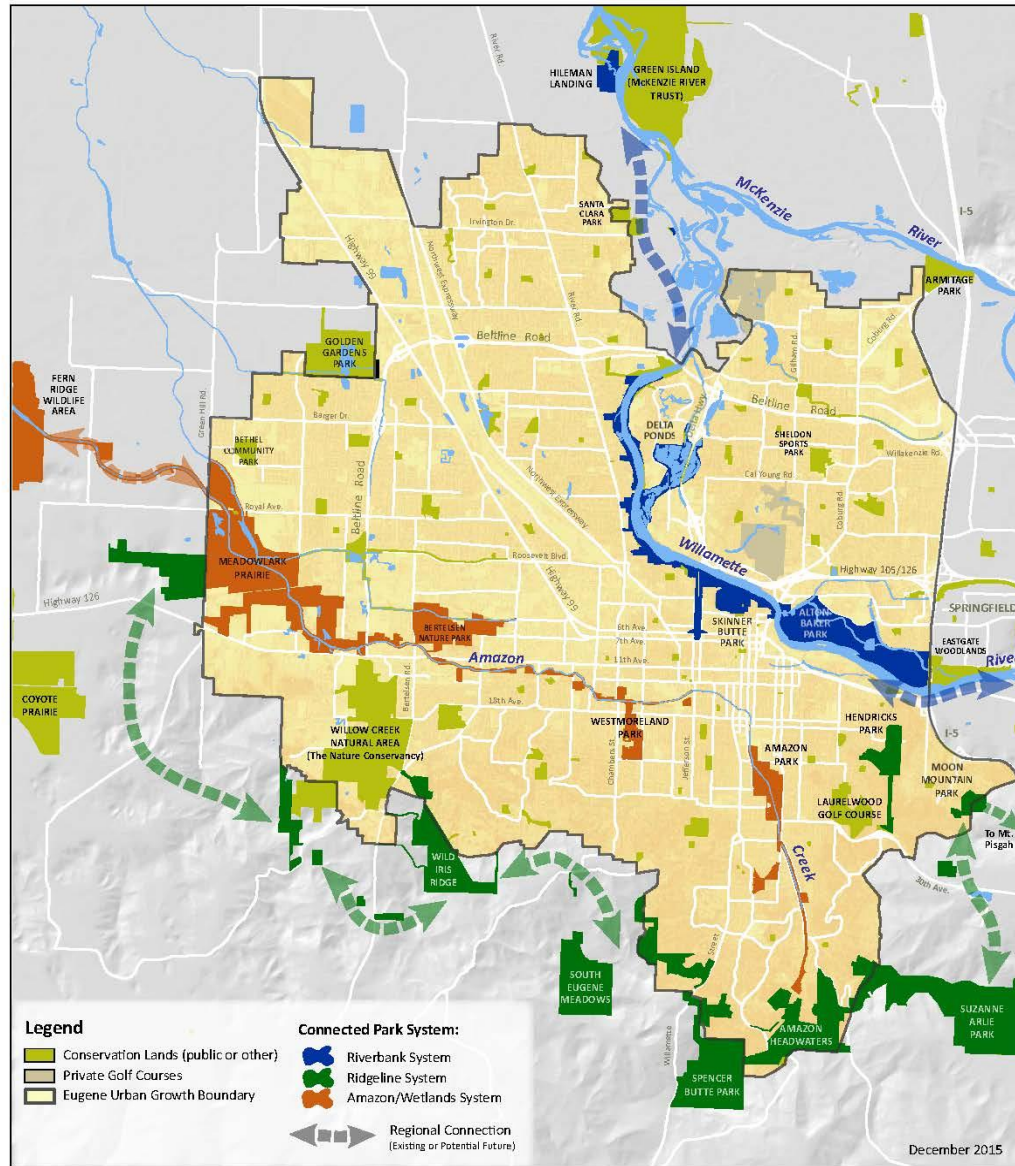 River Rd.
HILEMAN
LANDING
GREEN ISLAND
(McKENZIE RIVER
TRUST)
McKenzie
River
I-5
SANTA
CLARA
PARK
Irvington Dr.
Highway 99
Northwest Expressway
River Rd.
ARMITAGE
PARK
Coburg Rd.
Gilham Rd.
Beltline Road
GOLDEN
GARDENS
PARK
FERN
RIDGE
WILDLIFE
AREA
Green Hill Rd.
Barger Dr.
BETHEL
COMMUNITY
PARK
Beltline Road
Royal Ave.
Northwest Expressway
DELTA
PONDS
Delta Hwy
Beltline Road
SHELDON
SPORTS
PARK
Willakenzie Rd.
Cal Young Rd
Coburg Rd.
MEADOWLARK
PRAIRIE
Roosevelt Blvd.
Highway 99
Willamette
Highway 105/126
Highway 126
BERTELSEN
NATURE PARK
6th Ave.
7th Ave.
11th Ave.
SKINNER
BUTTE
PARK
ALTON
BAKER
PARK
SPRINGFIELD
EASTGATE
WOODLANDS
River
Amazon
Bertelsen Rd.
18th Ave.
COYOTE
PRAIRIE
WILLOW CREEK
NATURAL AREA
(The Nature Conservancy)
WESTMORELAND
PARK
Chambers St.
Jefferson St.
AMAZON
PARK
HENDRICKS
PARK
I-5
MOON
MOUNTAIN
PARK
LAURELWOOD
GOLF COURSE
To Mt.
Pisgah
WILD
IRIS
RIDGE
Creek
30th Ave.
Street
SOUTH
EUGENE
MEADOWS
SUZANNE
ARLIE
PARK
AMAZON
HEADWATERS
Willamette
SPENCER
BUTTE PARK
Legend
Conservation Lands (public or other)
Private Golf Courses
Eugene Urban Growth Boundary
Connected Park System:
Riverbank System
Ridgeline System
Amazon/Wetlands System
Regional Connection
(Existing or Potential Future)
December 2015